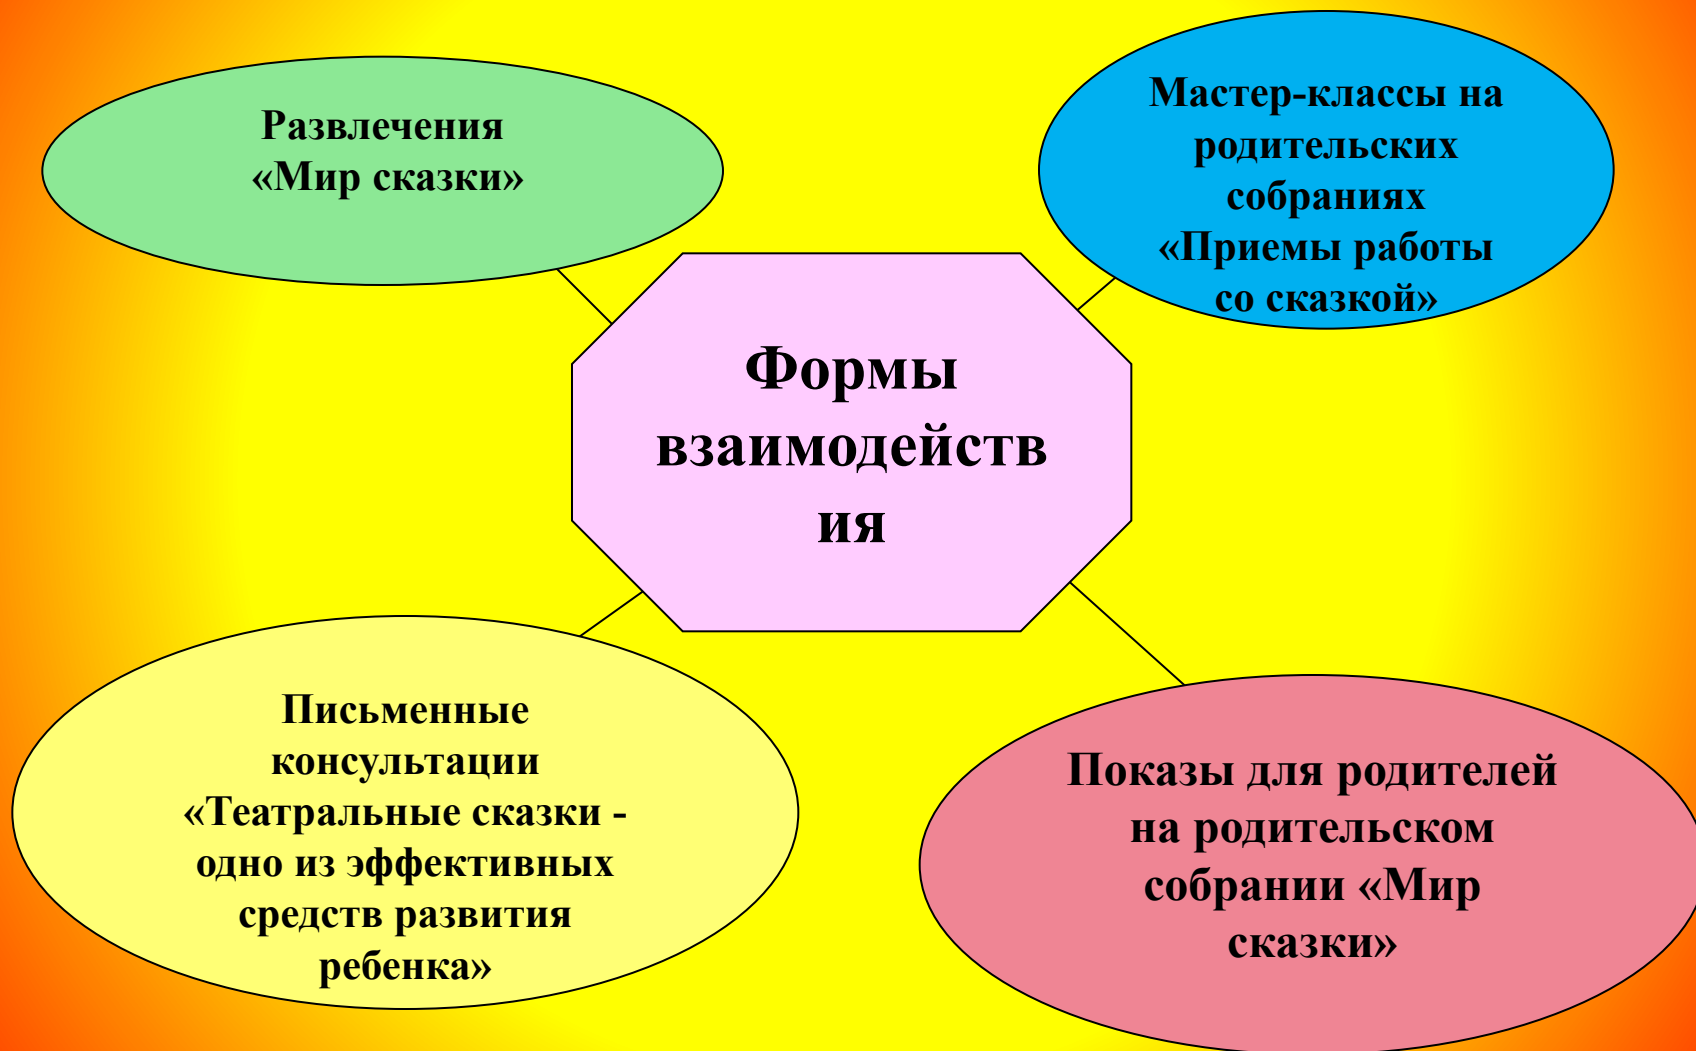 Развлечения
«Мир сказки»
Мастер-классы на
родительских
собраниях
«Приемы работы
со сказкой»
Формы
взаимодейств
ия
Письменные
консультации
«Театральные сказки -
одно из эффективных
средств развития
ребенка»
Показы для родителей
на родительском
собрании «Мир
сказки»